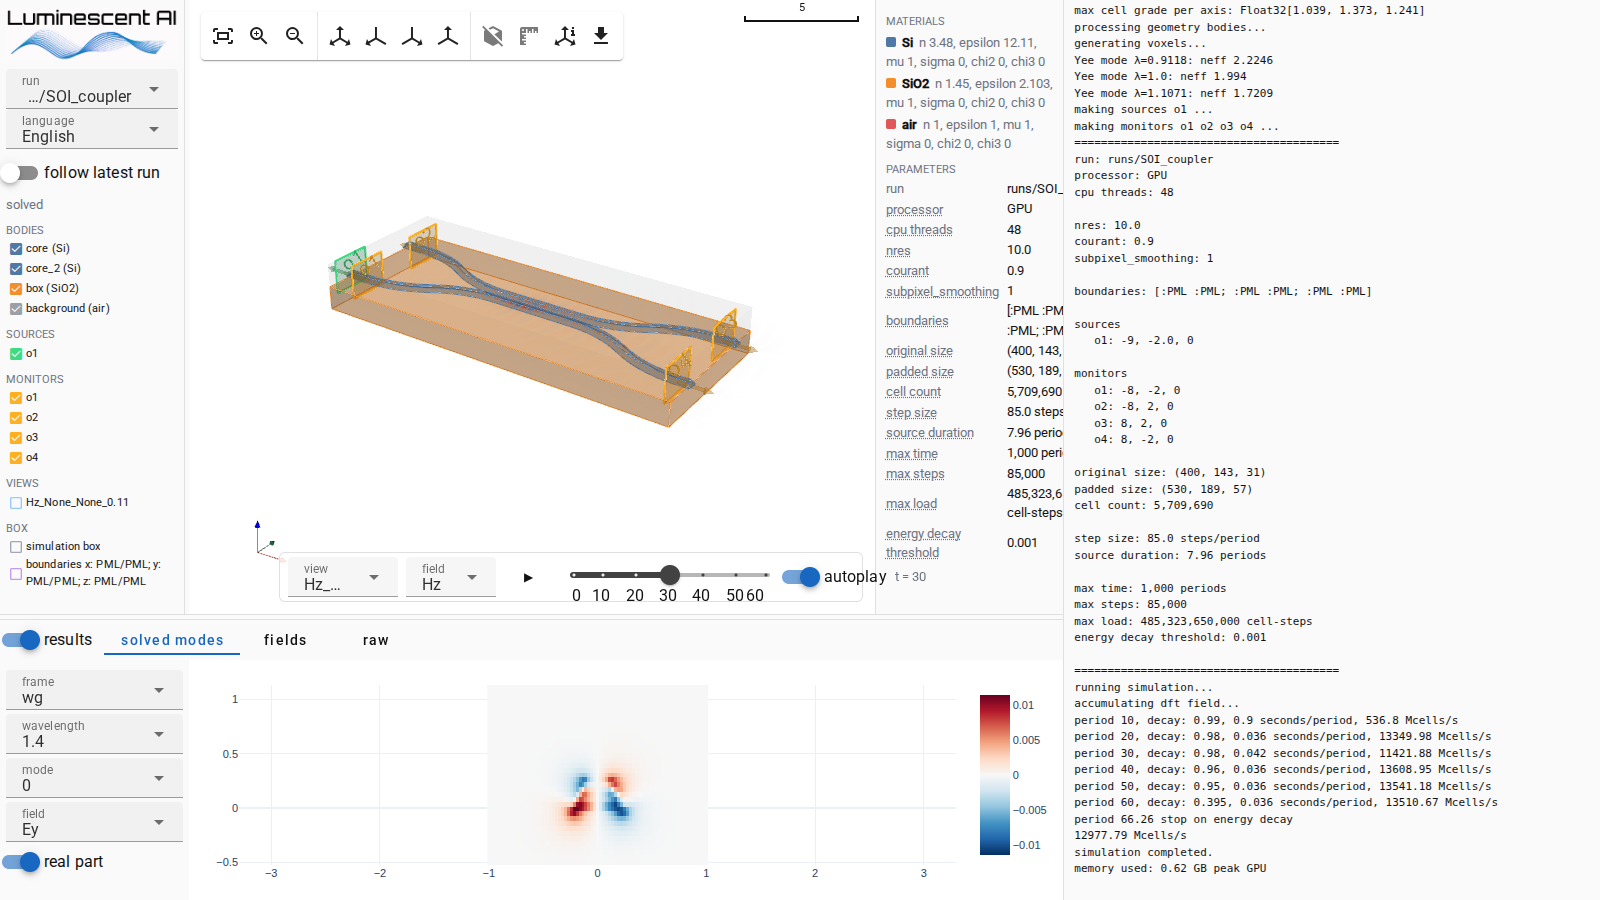 Luminescent AI
run
.../SOI_coupler
language
English
follow latest run
solved
BODIES
core (Si)
core_2 (Si)
box (SiO2)
background (air)
SOURCES
o1
MONITORS
o1
o2
o3
o4
VIEWS
Hz_None_None_0.11
BOX
simulation box
boundaries x: PML/PML; y:
PML/PML; z: PML/PML
5
view
Hz_...
field
Hz
0 10 20 30 40 50 60
autoplay
t = 30
MATERIALS
Si n 3.48, epsilon 12.11,
mu 1, sigma 0, chi2 0, chi3 0
SiO2 n 1.45, epsilon 2.103,
mu 1, sigma 0, chi2 0, chi3 0
air n 1, epsilon 1, mu 1,
sigma 0, chi2 0, chi3 0
PARAMETERS
run runs/SOI_
processor GPU
cpu threads 48
nres 10.0
courant 0.9
subpixel_smoothing 1
boundaries [:PML :PM
:PML; :PM
original size (400, 143,
padded size (530, 189,
cell count 5,709,690
step size 85.0 steps
source duration 7.96 perio
max time 1,000 peri
max steps 85,000
max load 485,323,6
cell-steps
energy decay
threshold 0.001
results
solved modes
fields
raw
frame
wg
wavelength
1.4
mode
0
field
Ey
real part
1
0.5
0
−0.5
−3 −2 −1 0 1 2 3
0.01
0.005
0
−0.005
−0.01
max cell grade per axis: Float32[1.039, 1.373, 1.241]
processing geometry bodies...
generating voxels...
Yee mode λ=0.9118: neff 2.2246
Yee mode λ=1.0: neff 1.994
Yee mode λ=1.1071: neff 1.7209
making sources o1 ...
making monitors o1 o2 o3 o4 ...
========================================
run: runs/SOI_coupler
processor: GPU
cpu threads: 48
nres: 10.0
courant: 0.9
subpixel_smoothing: 1
boundaries: [:PML :PML; :PML :PML; :PML :PML]
sources
o1: -9, -2.0, 0
monitors
o1: -8, -2, 0
o2: -8, 2, 0
o3: 8, 2, 0
o4: 8, -2, 0
original size: (400, 143, 31)
padded size: (530, 189, 57)
cell count: 5,709,690
step size: 85.0 steps/period
source duration: 7.96 periods
max time: 1,000 periods
max steps: 85,000
max load: 485,323,650,000 cell-steps
energy decay threshold: 0.001
========================================
running simulation...
accumulating dft field...
period 10, decay: 0.99, 0.9 seconds/period, 536.8 Mcells/s
period 20, decay: 0.98, 0.036 seconds/period, 13349.98 Mcells/s
period 30, decay: 0.98, 0.042 seconds/period, 11421.88 Mcells/s
period 40, decay: 0.96, 0.036 seconds/period, 13608.95 Mcells/s
period 50, decay: 0.95, 0.036 seconds/period, 13541.18 Mcells/s
period 60, decay: 0.395, 0.036 seconds/period, 13510.67 Mcells/s
period 66.26 stop on energy decay
12977.79 Mcells/s
simulation completed.
memory used: 0.62 GB peak GPU